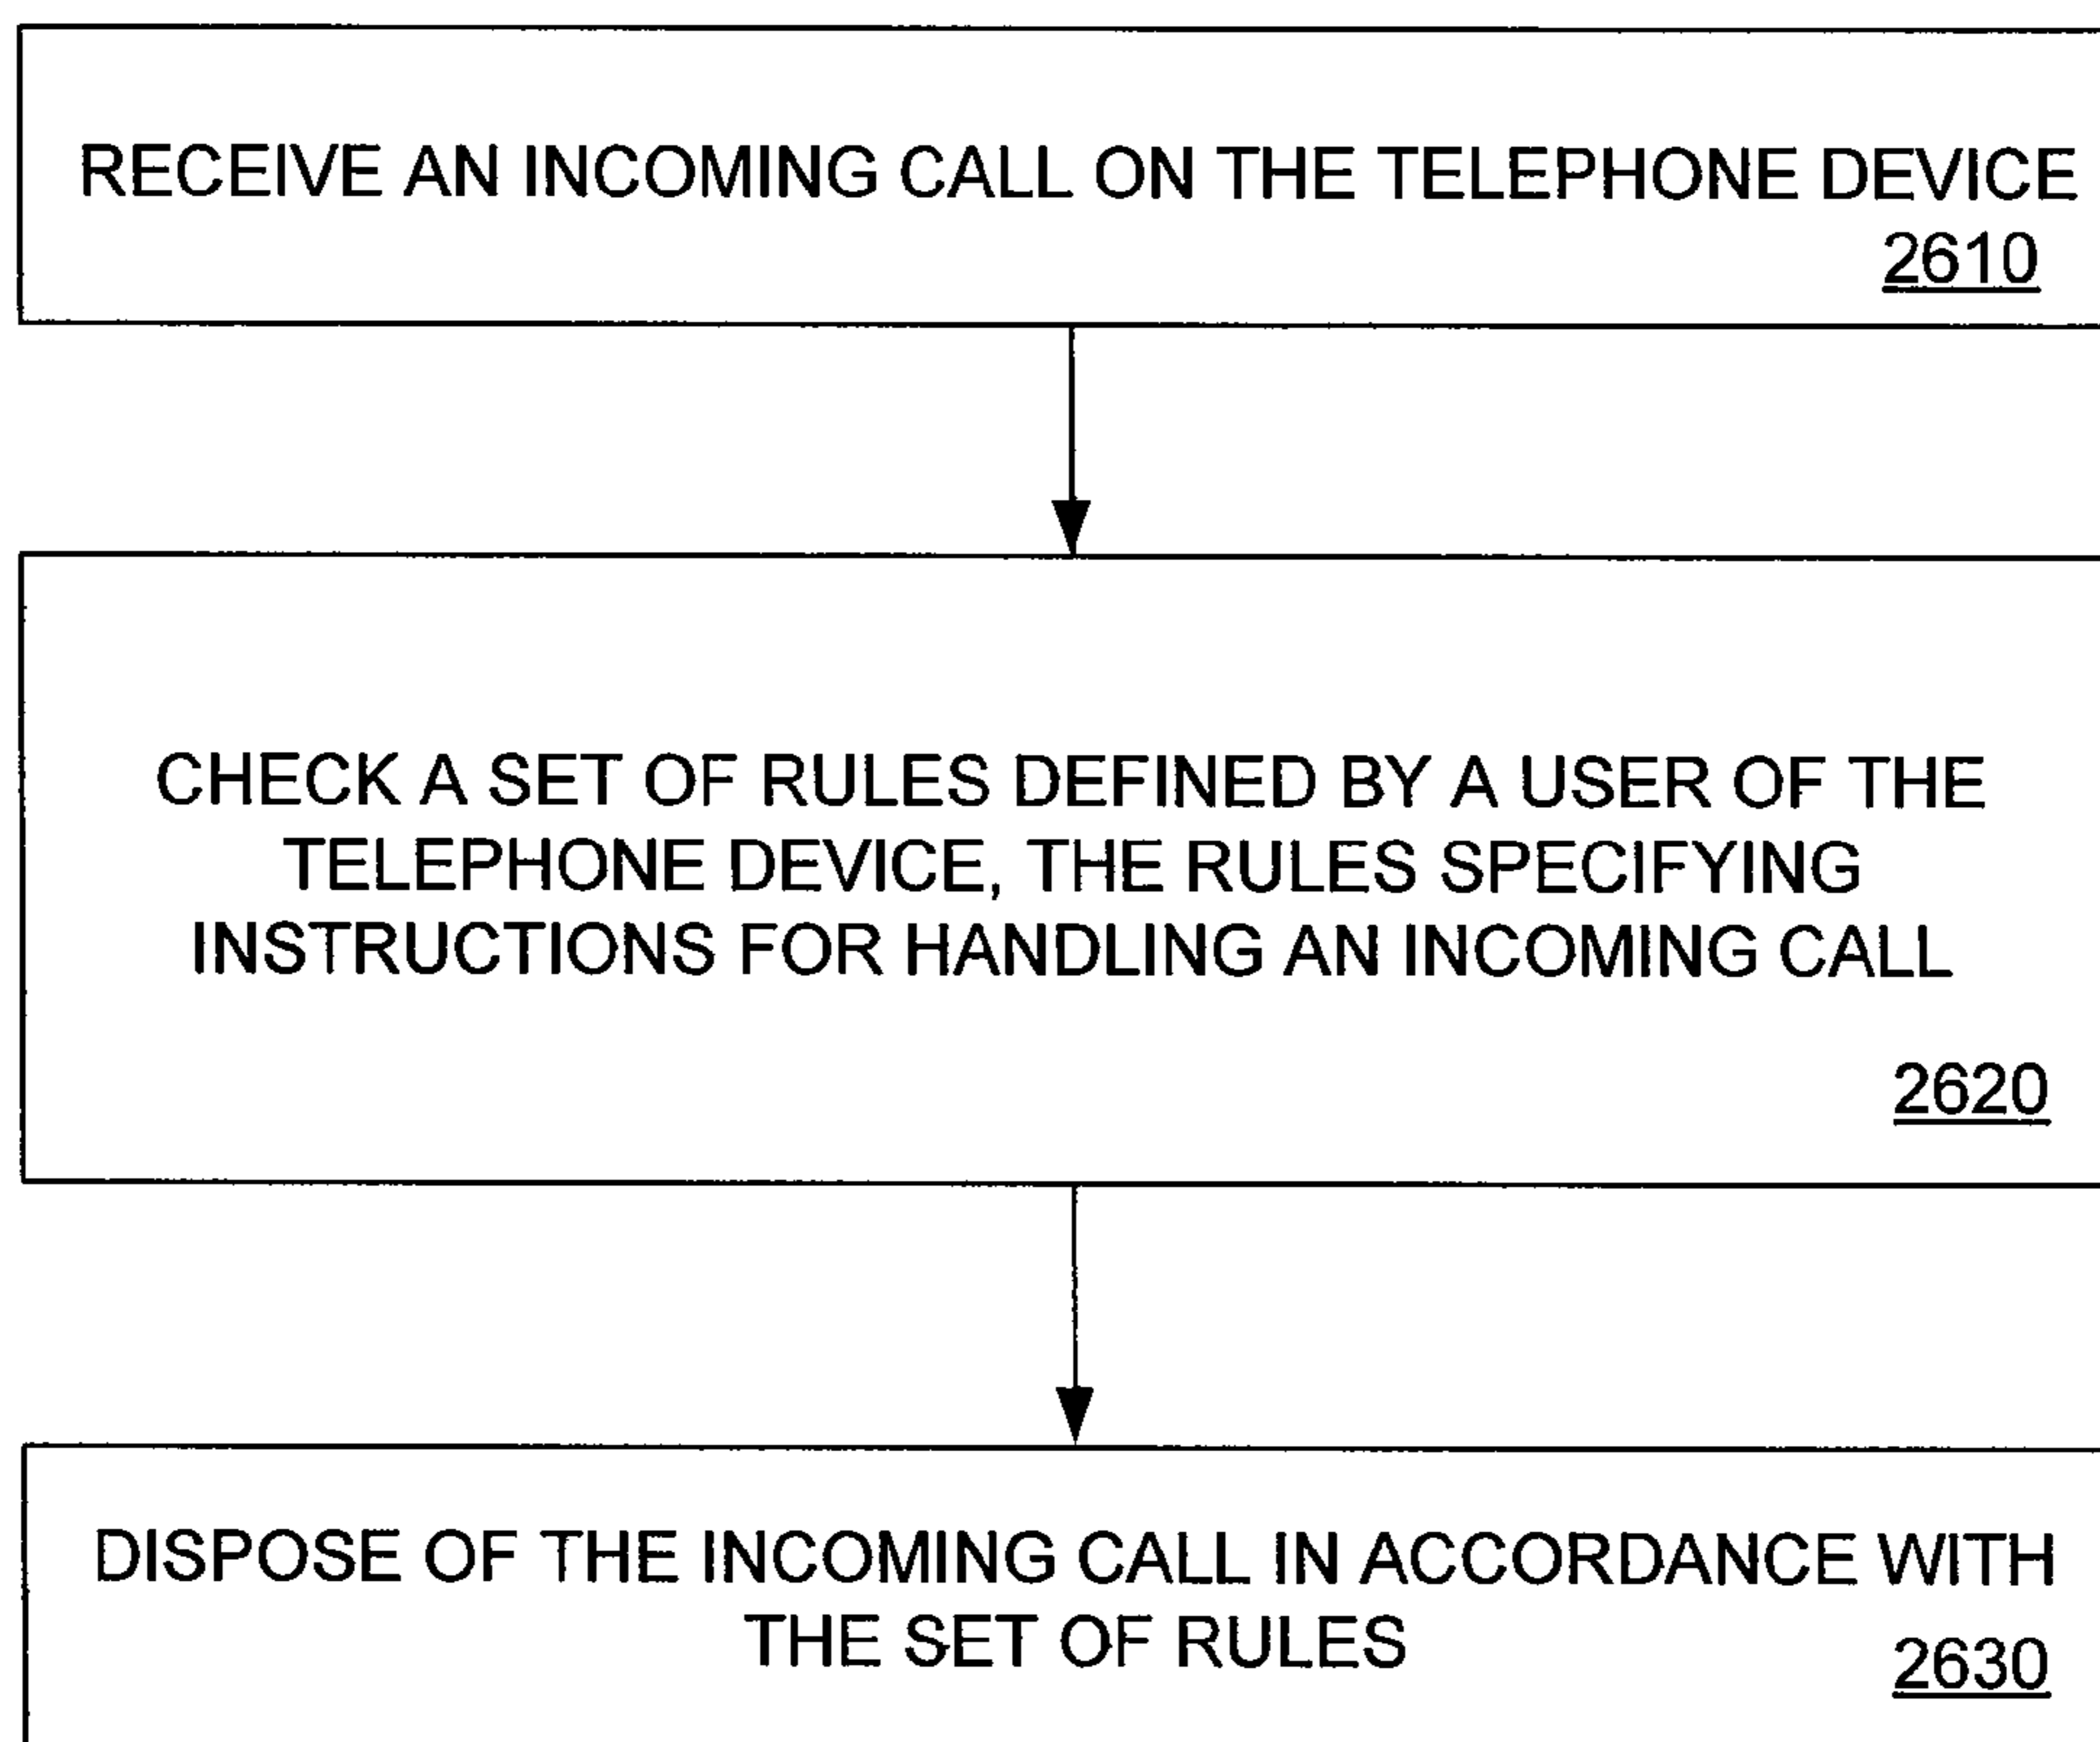 RECEIVE AN INCOMING CALL ON THE TELEPHONE DEVICE
2610
CHECK A SET OF RULES DEFINED BY A USER OF THE
TELEPHONE DEVICE, THE RULES SPECIFYING
INSTRUCTIONS FOR HANDLING AN INCOMING CALL
2620
DISPOSE OF THE INCOMING CALL IN ACCORDANCE WITH
THE SET OF RULES
2630